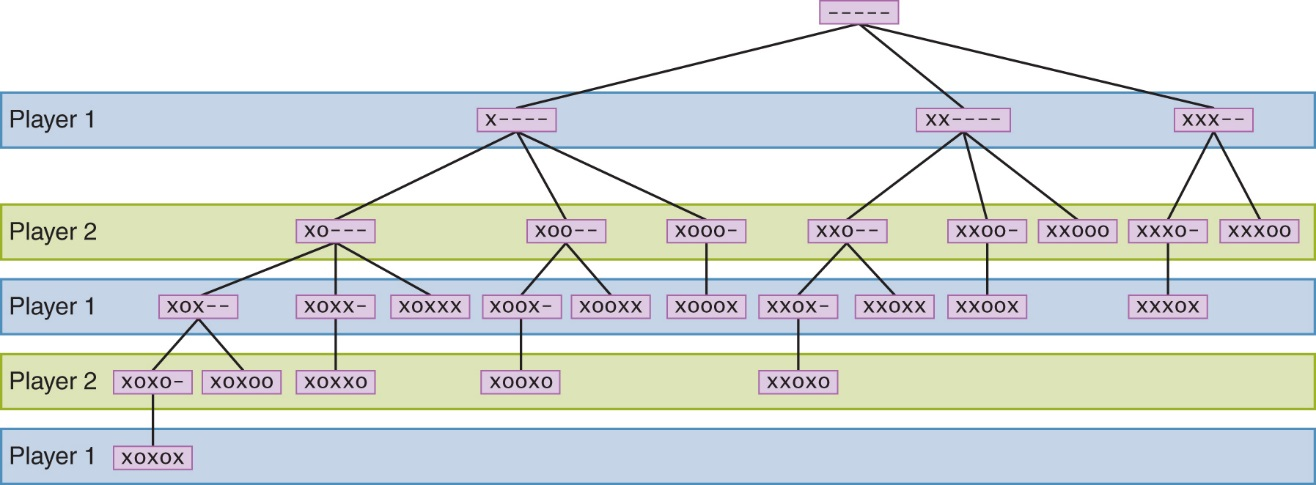 -----
Player 1 x---- xx---- xxx--
Player 2 xo--- xoo-- xooo- xxo-- xxoo- xxooo xxxo- xxxoo
Player 1 xox-- xoxx- xoxxx xoox- xooxx xooox xxox- xxoxx xxoox xxxox
Player 2 xoxo- xoxoo xoxxo xooxo xxoxo
Player 1 xoxox